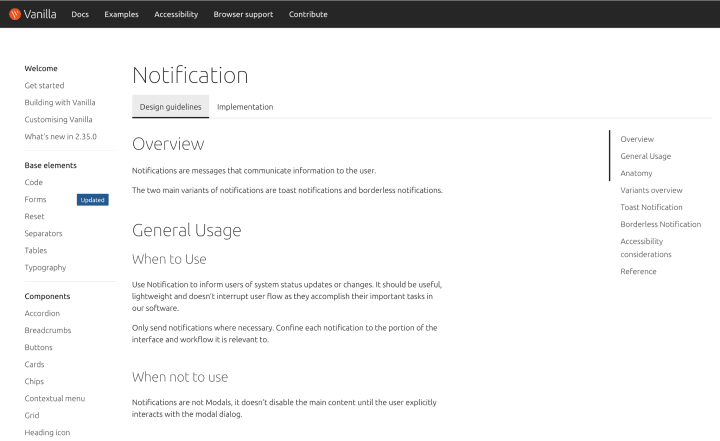 Vanilla Docs Examples Accessibility Browser support Contribute
Welcome
Get started
Building with Vanilla
Customising Vanilla
What's new in 2.35.0
Base elements
Code
Forms Updated
Reset
Separators
Tables
Typography
Components
Accordion
Breadcrumbs
Buttons
Cards
Chips
Contextual menu
Grid
Heading icon
Notification
Design guidelines Implementation
Overview
Notifications are messages that communicate information to the user.
The two main variants of notifications are toast notifications and borderless notifications.
General Usage
When to Use
Use Notification to inform users of system status updates or changes. It should be useful,
lightweight and doesn't interrupt user flow as they accomplish their important tasks in
our software.
Only send notifications where necessary. Confine each notification to the portion of the
interface and workflow it is relevant to.
When not to use
Notifications are not Modals, it doesn't disable the main content until the user explicitly
interacts with the modal dialog.
Overview
General Usage
Anatomy
Variants overview
Toast Notification
Borderless Notification
Accessibility
considerations
Reference